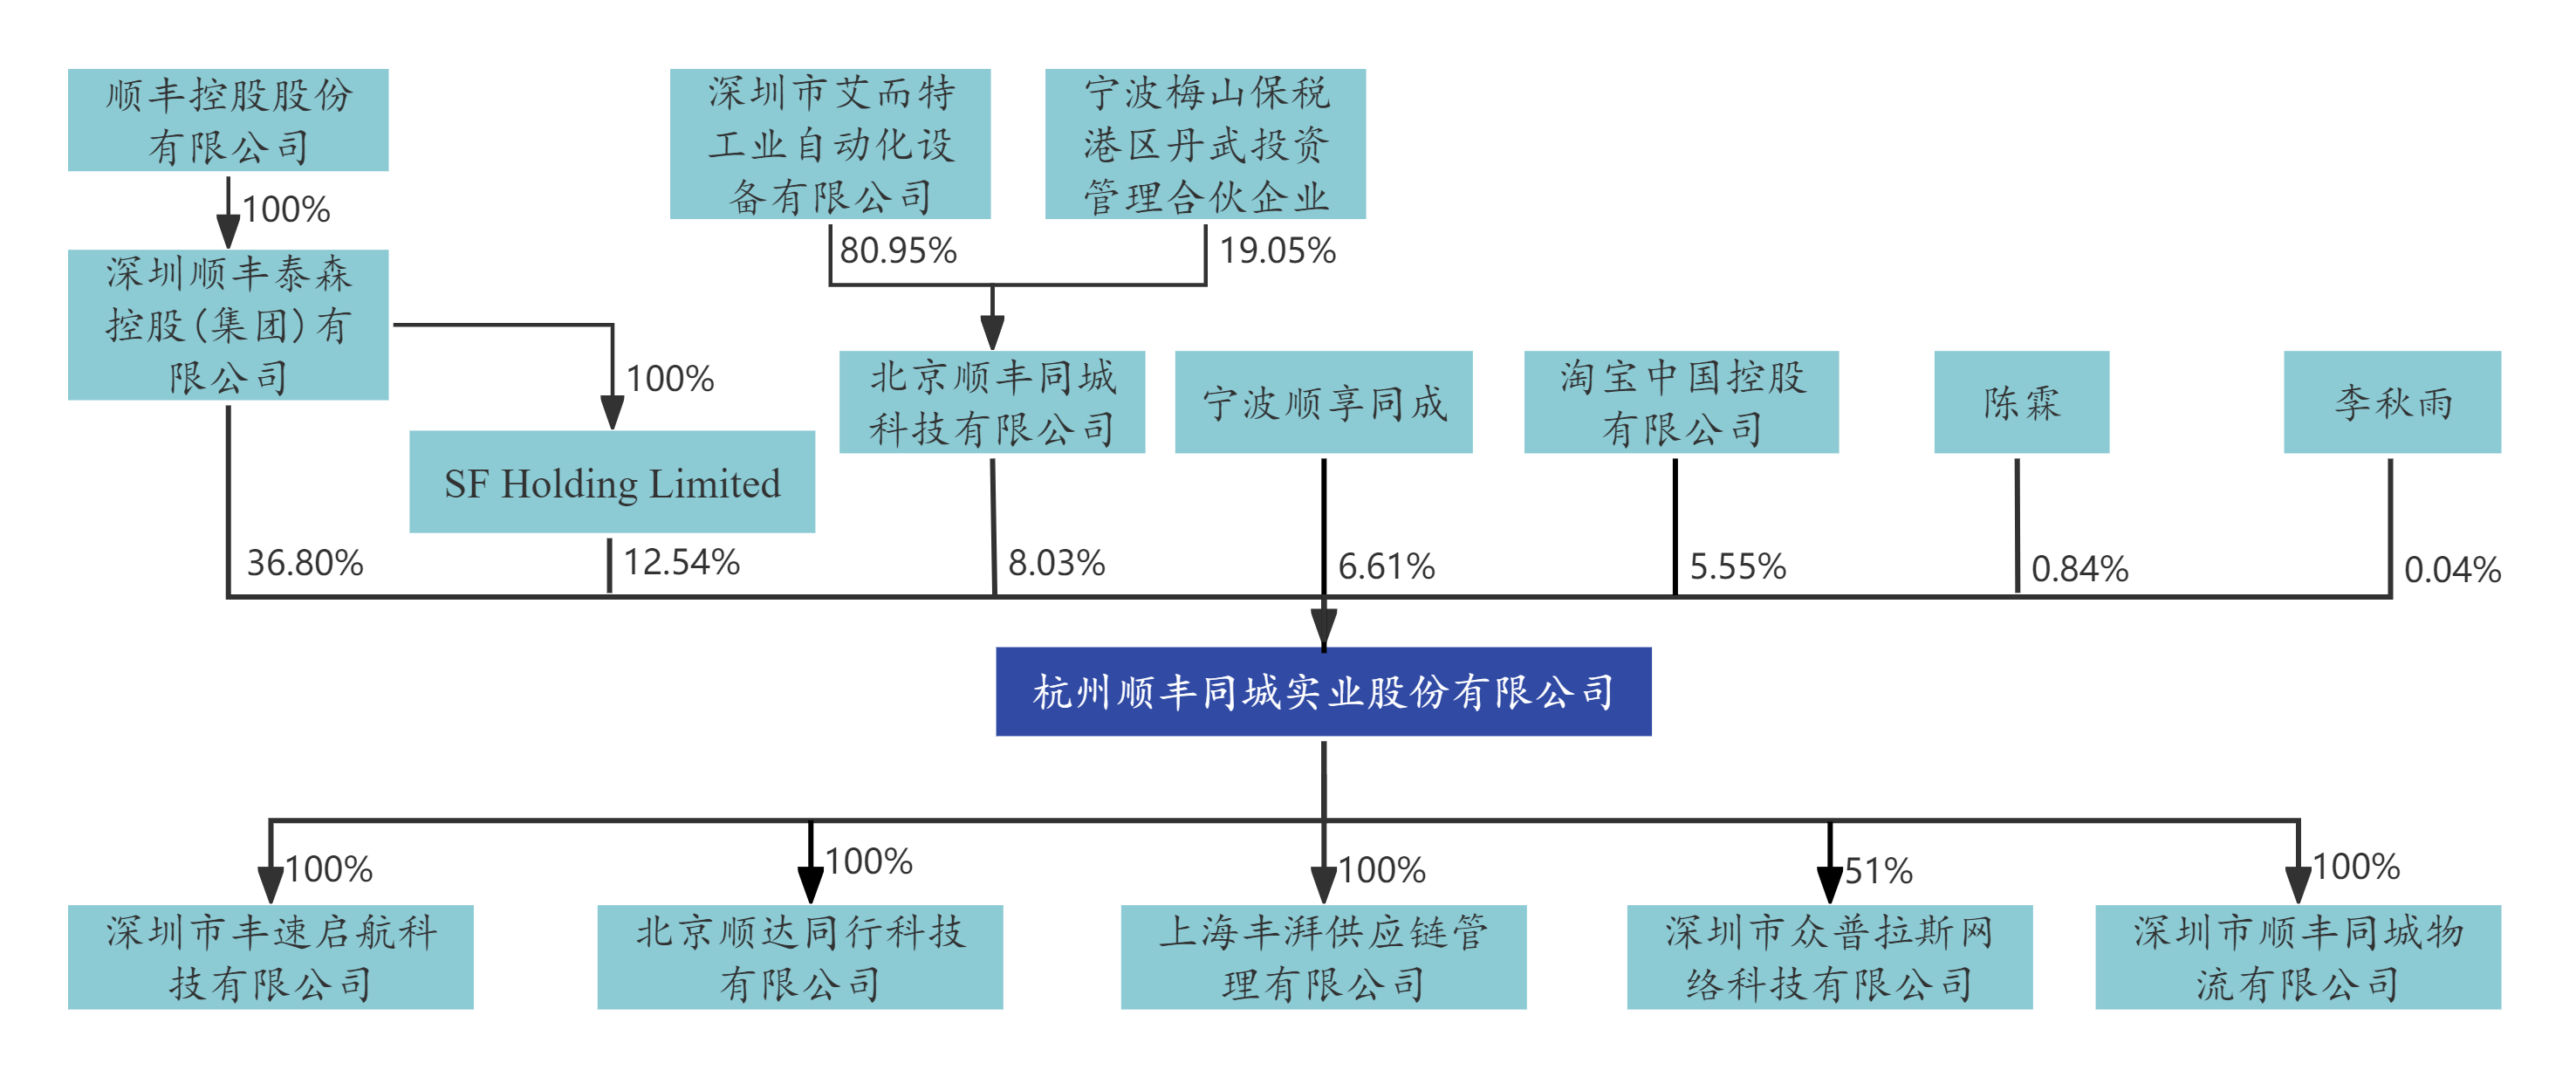 顺丰控股股份
有限公司
深圳市艾而特
工业自动化设
备有限公司
宁波梅山保税
港区丹武投资
管理合伙企业
100%
80.95%
19.05%
深圳顺丰泰森
控股(集团)有
限公司
100%
SF Holding Limited
北京顺丰同城
科技有限公司
宁波顺享同成
淘宝中国控股
有限公司
陈霖
李秋雨
36.80%
12.54%
8.03%
6.61%
5.55%
0.84%
0.04%
杭州顺丰同城实业股份有限公司
100%
100%
100%
51%
100%
深圳市丰速启航科
技有限公司
北京顺达同行科技
有限公司
上海丰湃供应链管
理有限公司
深圳市众普拉斯网
络科技有限公司
深圳市顺丰同城物
流有限公司